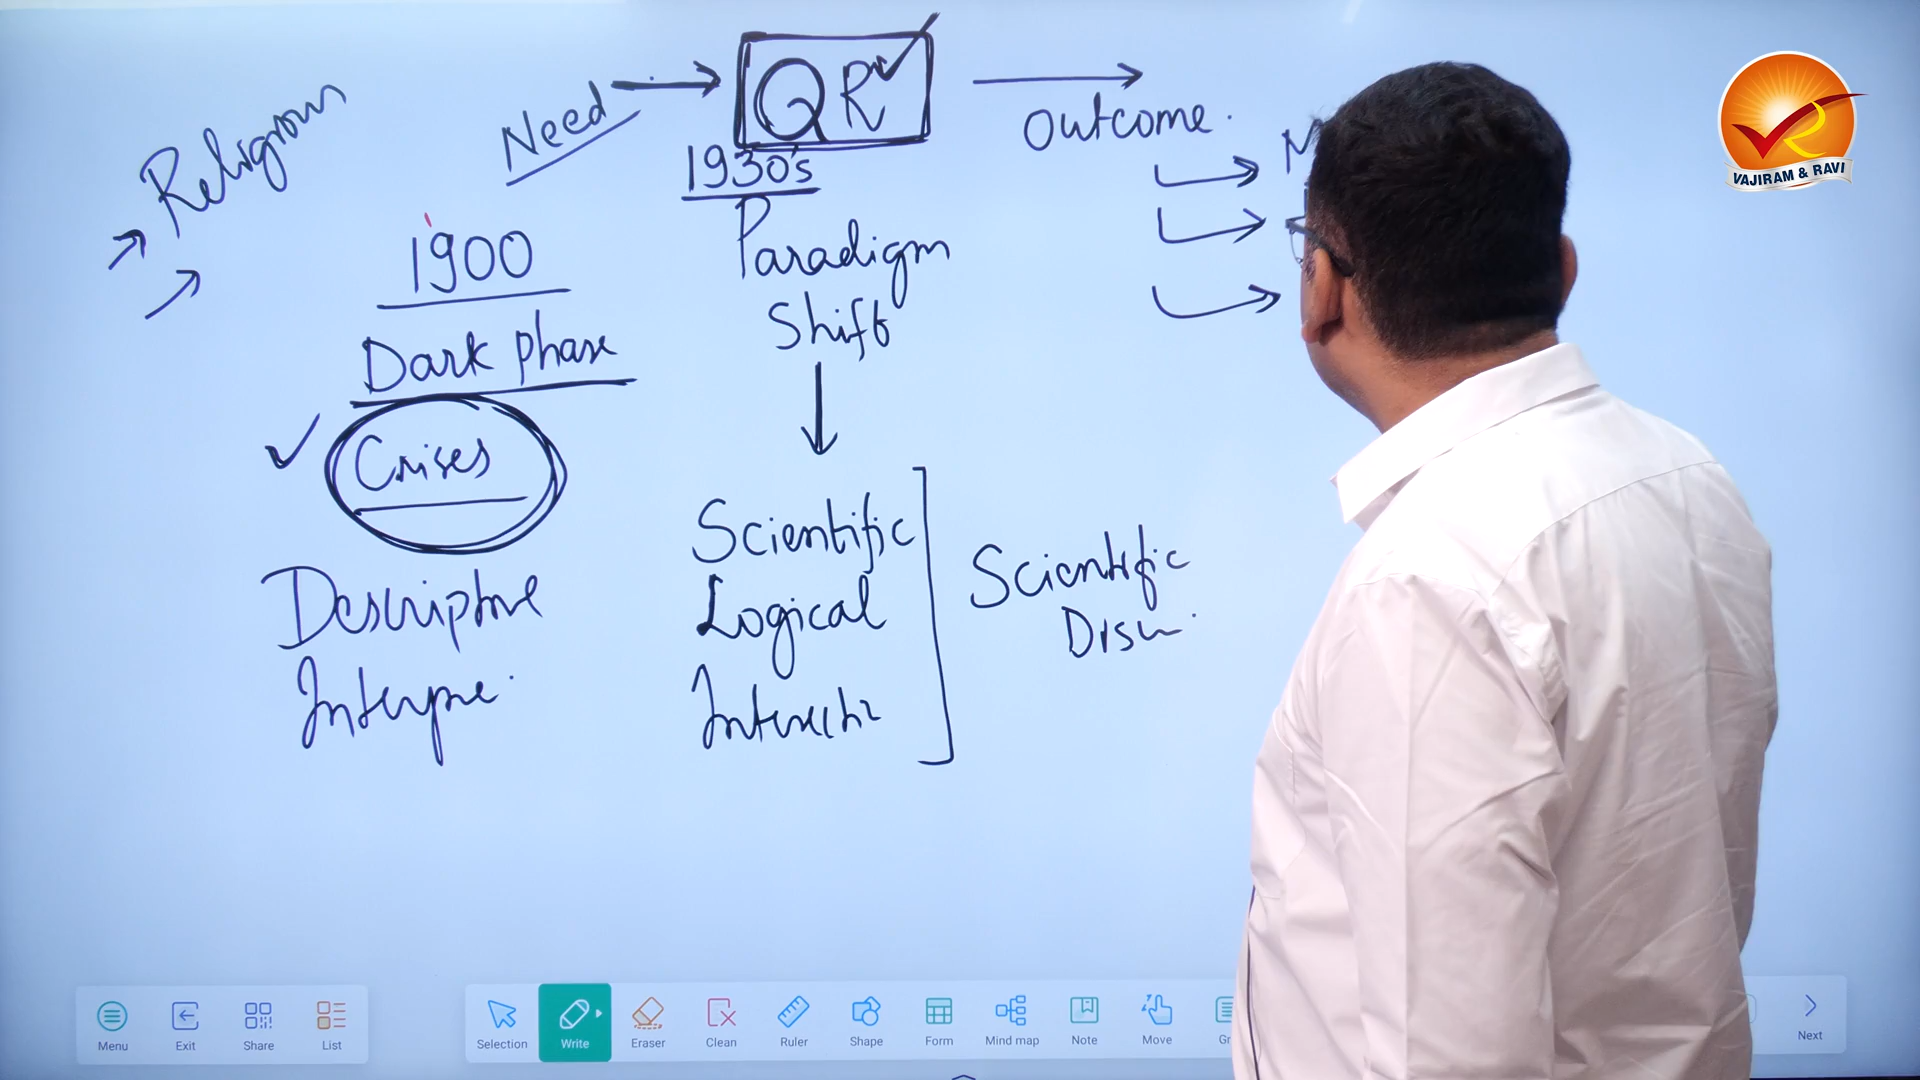 Religion
Need
QR
1930's
Outcome.
1900
Dark phase
Crises
Descriptive
Paradigm
Shift
Scientific
Logical
Scientific
VAJIRAM & RAVI
Menu
Exit
Share
List
Selection
Write
Eraser
Clean
Ruler
Shape
Form
Mind map
Note
Move
Next